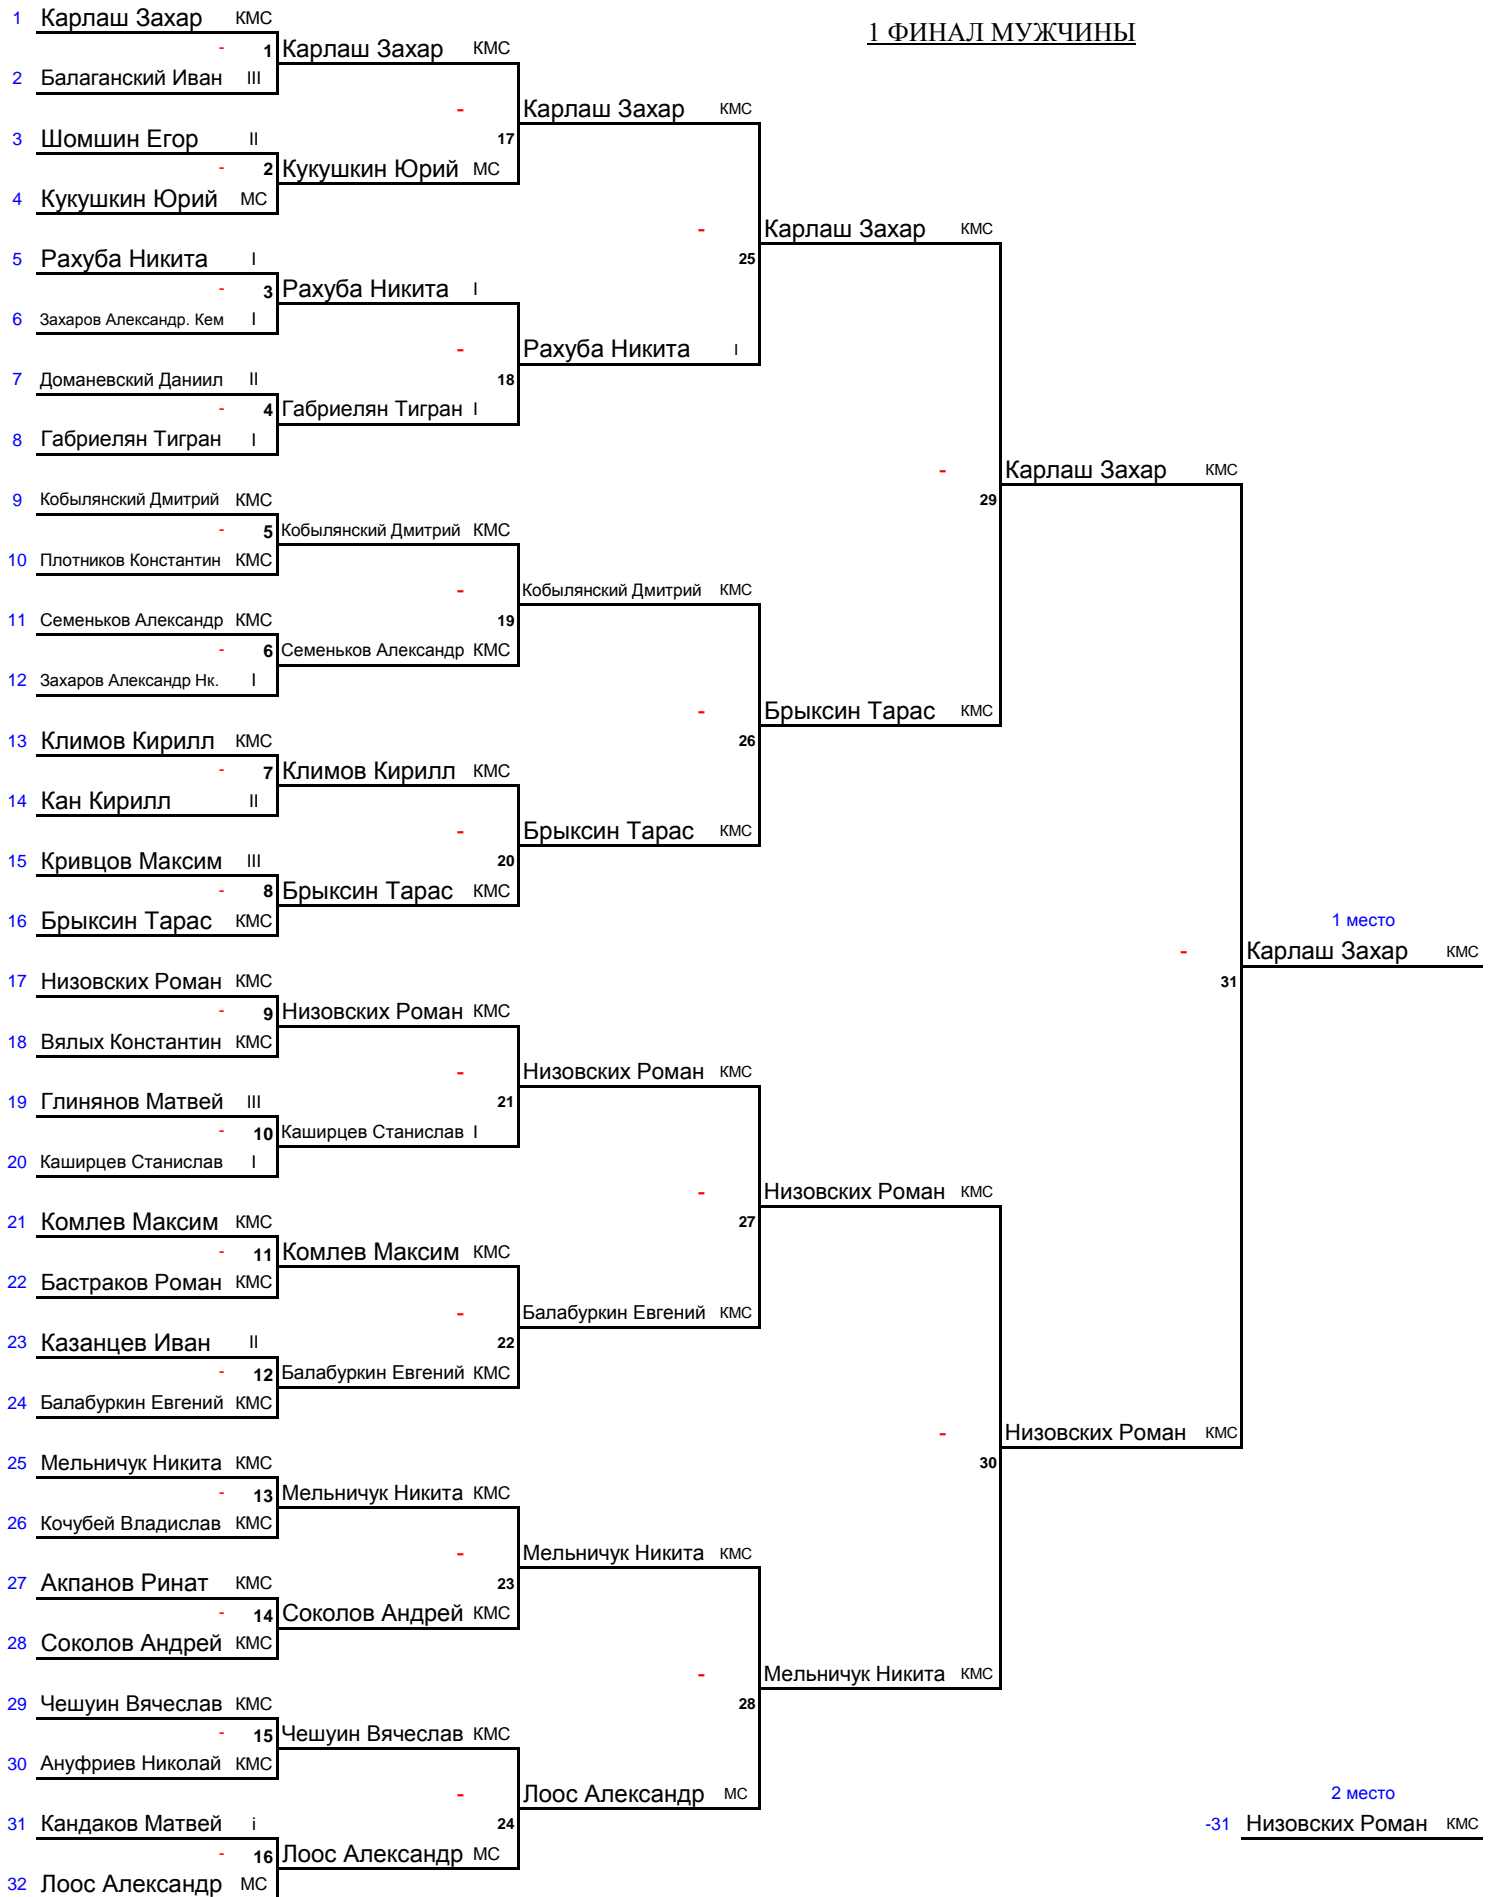 1 Карлаш Захар КМС
1 ФИНАЛ МУЖЧИНЫ
- 1 Карлаш Захар КМС
2 Балаганский Иван III
- Карлаш Захар КМС
3 Шомшин Егор II 17
- 2 Кукушкин Юрий МС
4 Кукушкин Юрий МС
- Карлаш Захар КМС
5 Рахуба Никита I 25
- 3 Рахуба Никита I
6 Захаров Александр. Кем I
- Рахуба Никита I
7 Доманевский Даниил II 18
- 4 Габриелян Тигран I
8 Габриелян Тигран I
- Карлаш Захар КМС
9 Кобылянский Дмитрий КМС 29
- 5 Кобылянский Дмитрий КМС
10 Плотников Константин КМС
- Кобылянский Дмитрий КМС
11 Семеньков Александр КМС 19
- 6 Семеньков Александр КМС
12 Захаров Александр Нк. I
- Брыксин Тарас КМС
13 Климов Кирилл КМС 26
- 7 Климов Кирилл КМС
14 Кан Кирилл II
- Брыксин Тарас КМС
15 Кривцов Максим III 20
- 8 Брыксин Тарас КМС
16 Брыксин Тарас КМС 1 место
- Карлаш Захар КМС
17 Низовских Роман КМС 31
- 9 Низовских Роман КМС
18 Вялых Константин КМС
- Низовских Роман КМС
19 Глинянов Матвей III 21
- 10 Каширцев Станислав I
20 Каширцев Станислав I
- Низовских Роман КМС
21 Комлев Максим КМС 27
- 11 Комлев Максим КМС
22 Бастраков Роман КМС
- Балабуркин Евгений КМС
23 Казанцев Иван II 22
- 12 Балабуркин Евгений КМС
24 Балабуркин Евгений КМС
- Низовских Роман КМС
25 Мельничук Никита КМС 30
- 13 Мельничук Никита КМС
26 Кочубей Владислав КМС
- Мельничук Никита КМС
27 Акпанов Ринат КМС 23
- 14 Соколов Андрей КМС
28 Соколов Андрей КМС
- Мельничук Никита КМС
29 Чешуин Вячеслав КМС 28
- 15 Чешуин Вячеслав КМС
30 Ануфриев Николай КМС
- Лоос Александр МС 2 место
31 Кандаков Матвей i 24 -31 Низовских Роман КМС
- 16 Лоос Александр МС
32 Лоос Александр МС